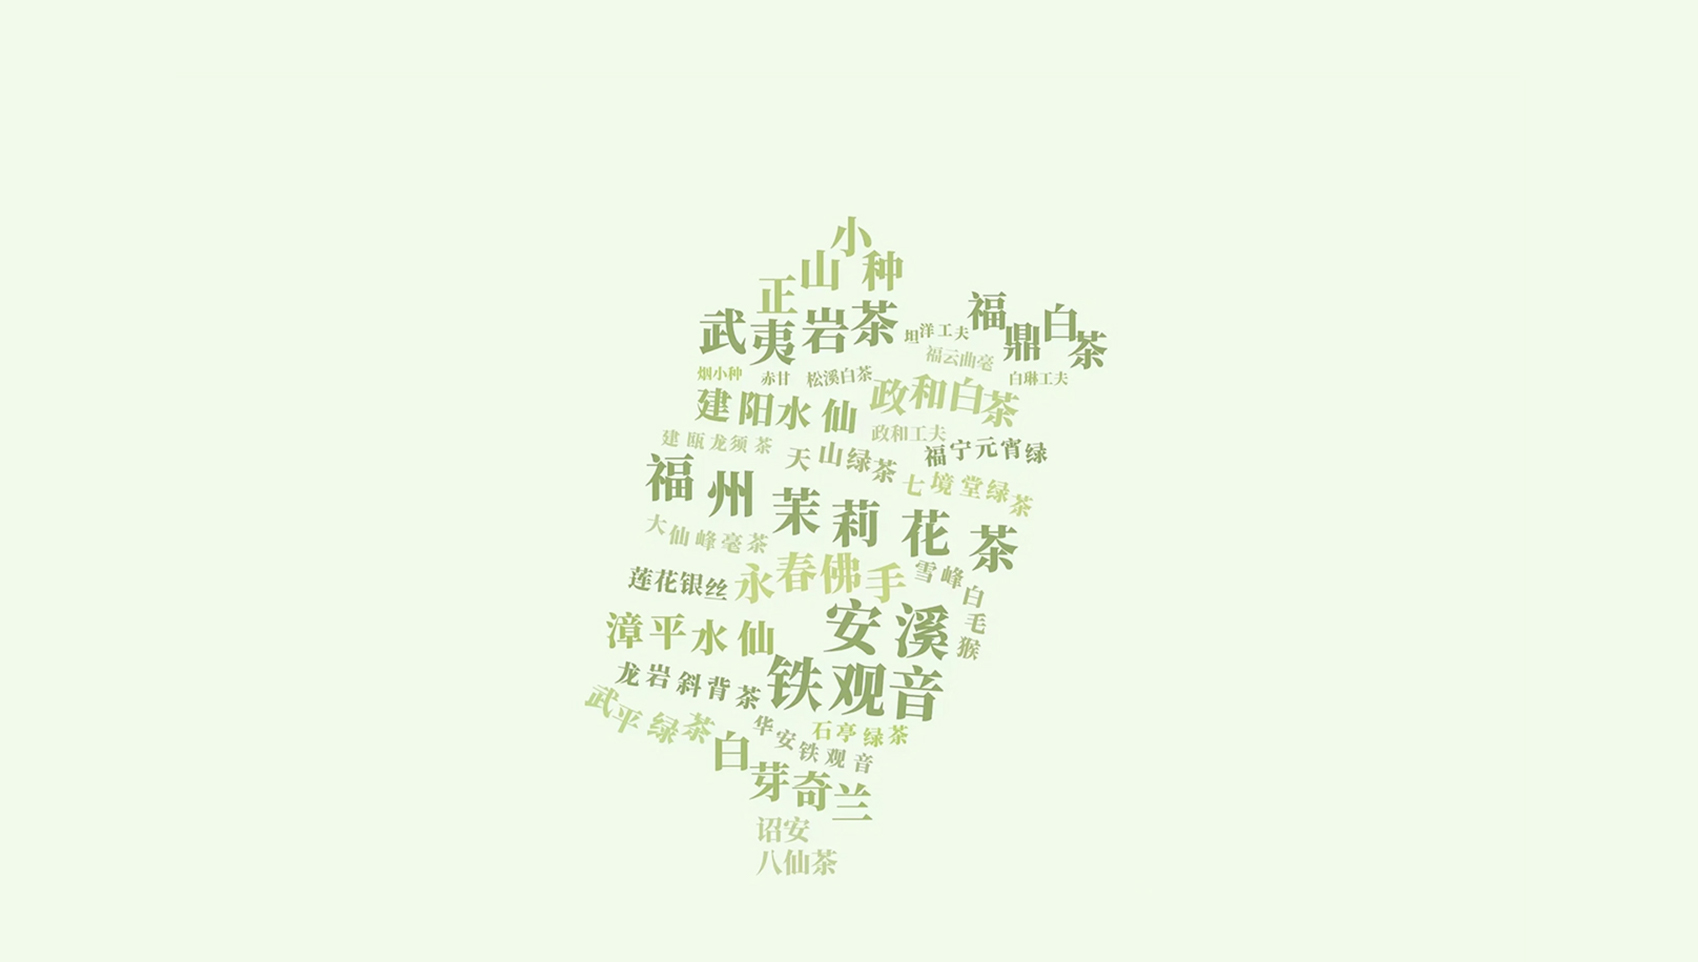 正山小种
武夷岩茶
坦洋工夫
福鼎白茶
福云曲毫
烟小种
赤甘
松溪白茶
白琳工夫
建阳水仙
政和白茶
政和工夫
建瓯龙须茶
天山绿茶
福宁元宵绿
七境堂绿茶
福州茉莉花茶
大仙峰毫茶
永春佛手
雪峰白毛猴
莲花银丝
安溪铁观音
漳平水仙
龙岩斜背茶
武平绿茶
华安铁观音
石亭绿茶
白芽奇兰
诏安
八仙茶